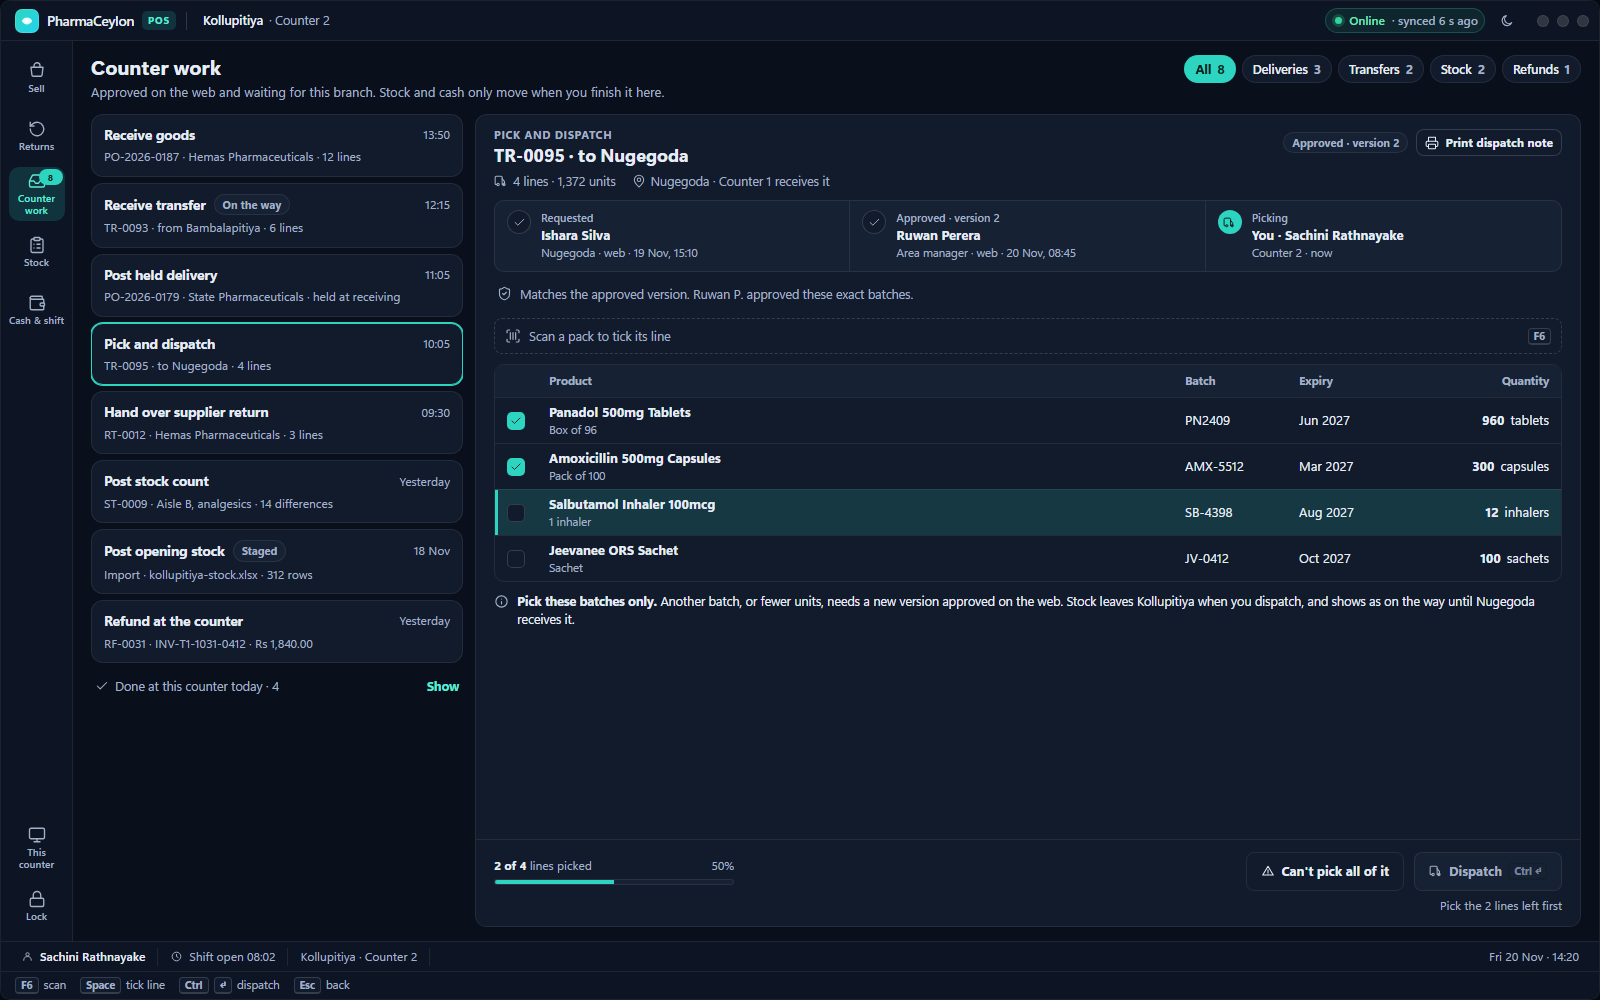 PharmaCeylon POS Kollupitiya · Counter 2
Online · synced 6 s ago
Sell
Returns
8
Counter work
Stock
Cash & shift
This counter
Lock
Counter work
Approved on the web and waiting for this branch. Stock and cash only move when you finish it here.
All 8 Deliveries 3 Transfers 2 Stock 2 Refunds 1
Receive goods 13:50
PO-2026-0187 · Hemas Pharmaceuticals · 12 lines
Receive transfer On the way 12:15
TR-0093 · from Bambalapitiya · 6 lines
Post held delivery 11:05
PO-2026-0179 · State Pharmaceuticals · held at receiving
Pick and dispatch 10:05
TR-0095 · to Nugegoda · 4 lines
Hand over supplier return 09:30
RT-0012 · Hemas Pharmaceuticals · 3 lines
Post stock count Yesterday
ST-0009 · Aisle B, analgesics · 14 differences
Post opening stock Staged 18 Nov
Import · kollupitiya-stock.xlsx · 312 rows
Refund at the counter Yesterday
RF-0031 · INV-T1-1031-0412 · Rs 1,840.00
Done at this counter today · 4 Show
PICK AND DISPATCH
TR-0095 · to Nugegoda
Approved · version 2 Print dispatch note
4 lines · 1,372 units Nugegoda · Counter 1 receives it
Requested
Ishara Silva
Nugegoda · web · 19 Nov, 15:10
Approved · version 2
Ruwan Perera
Area manager · web · 20 Nov, 08:45
Picking
You · Sachini Rathnayake
Counter 2 · now
Matches the approved version. Ruwan P. approved these exact batches.
Scan a pack to tick its line F6
Product Batch Expiry Quantity
Panadol 500mg Tablets
Box of 96
PN2409 Jun 2027 960 tablets
Amoxicillin 500mg Capsules
Pack of 100
AMX-5512 Mar 2027 300 capsules
Salbutamol Inhaler 100mcg
1 inhaler
SB-4398 Aug 2027 12 inhalers
Jeevanee ORS Sachet
Sachet
JV-0412 Oct 2027 100 sachets
Pick these batches only. Another batch, or fewer units, needs a new version approved on the web. Stock leaves Kollupitiya when you dispatch, and shows as on the way until Nugegoda
receives it.
2 of 4 lines picked 50%
Can't pick all of it
Dispatch Ctrl ↵
Pick the 2 lines left first
Sachini Rathnayake Shift open 08:02 Kollupitiya · Counter 2 Fri 20 Nov · 14:20
F6 scan Space tick line Ctrl ↵ dispatch Esc back